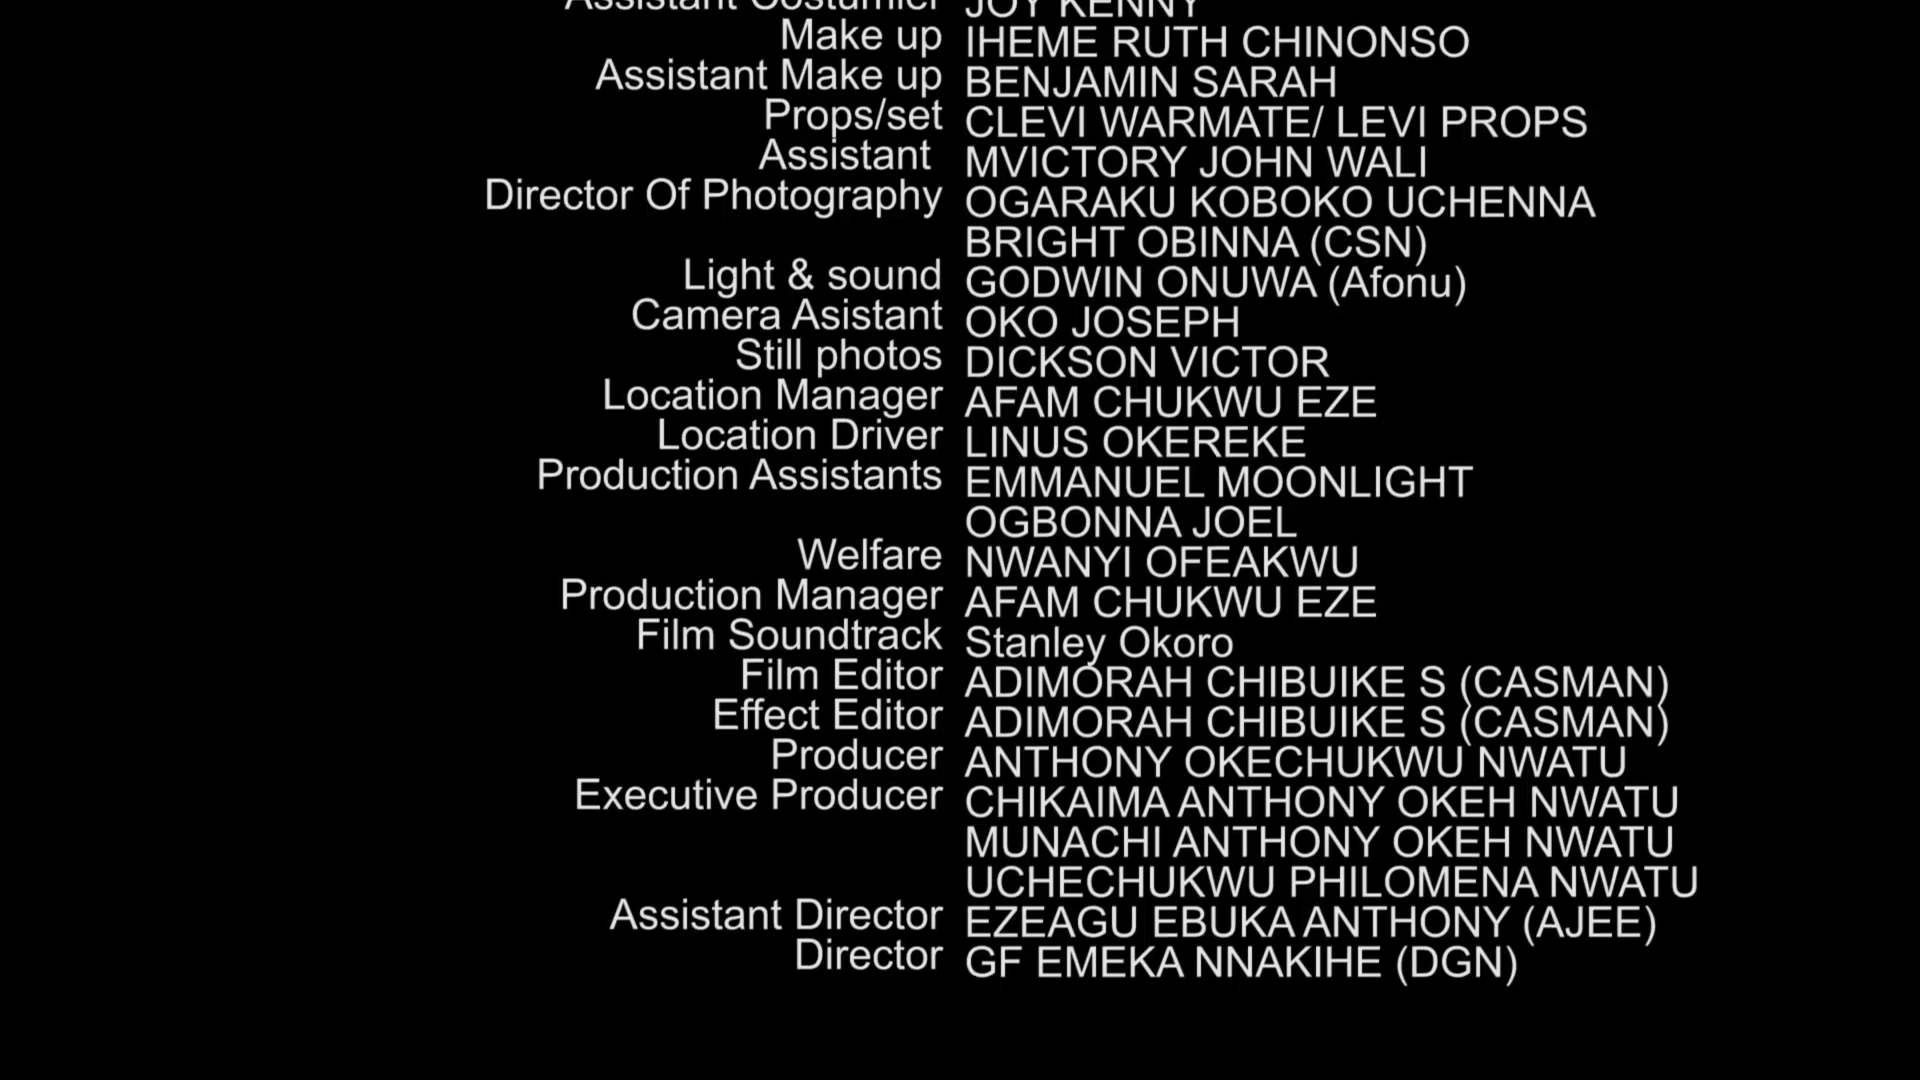 Assistant Costumier JOY KENNY
Make up IHEME RUTH CHINONSO
Assistant Make up BENJAMIN SARAH
Props/set CLEVI WARMATE/ LEVI PROPS
Assistant MVICTORY JOHN WALI
Director Of Photography OGARAKU KOBOKO UCHENNA
BRIGHT OBINNA (CSN)
Light & sound GODWIN ONUWA (Afonu)
Camera Asistant OKO JOSEPH
Still photos DICKSON VICTOR
Location Manager AFAM CHUKWU EZE
Location Driver LINUS OKEREKE
Production Assistants EMMANUEL MOONLIGHT
OGBONNA JOEL
Welfare NWANYI OFEAKWU
Production Manager AFAM CHUKWU EZE
Film Soundtrack Stanley Okoro
Film Editor ADIMORAH CHIBUIKE S (CASMAN)
Effect Editor ADIMORAH CHIBUIKE S (CASMAN)
Producer ANTHONY OKECHUKWU NWATU
Executive Producer CHIKAIMA ANTHONY OKEH NWATU
MUNACHI ANTHONY OKEH NWATU
UCHECHUKWU PHILOMENA NWATU
Assistant Director EZEAGU EBUKA ANTHONY (AJEE)
Director GF EMEKA NNAKIHE (DGN)